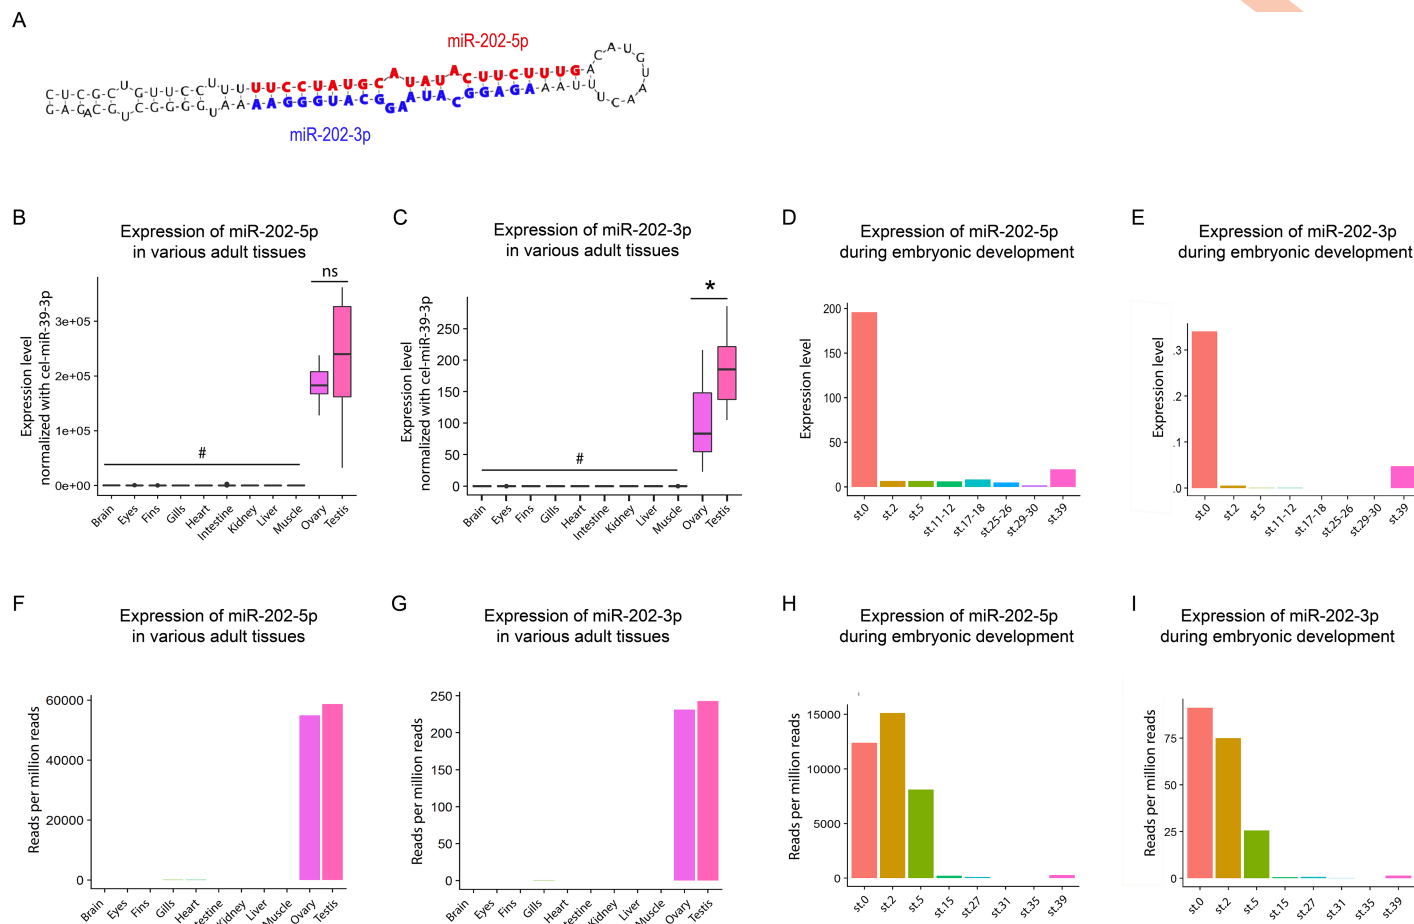 A
miR-202-5p
CUCGCUGUUCCUUUUUCCUAUGCAUAUACUUCUUUGACAUGUA
GAGACGCUGGGGUAAAAGGGUACGGAAUACGGAGAAAUUUCAA
miR-202-3p
B
Expression of miR-202-5p
in various adult tissues
Expression level
normalized with cel-miR-39-3p
3e+05
2e+05
1e+05
0e+00
#
ns
Brain
Eyes
Fins
Gills
Heart
Intestine
Kidney
Liver
Muscle
Ovary
Testis
C
Expression of miR-202-3p
in various adult tissues
Expression level
normalized with cel-miR-39-3p
250
200
150
100
50
0
#
*
Brain
Eyes
Fins
Gills
Heart
Intestine
Kidney
Liver
Muscle
Ovary
Testis
D
Expression of miR-202-5p
during embryonic development
Expression level
200
150
100
50
0
st.0
st.2
st.5
st.11-12
st.17-18
st.25-26
st.29-30
st.39
E
Expression of miR-202-3p
during embryonic development
Expression level
.3
.2
.1
.0
st.0
st.2
st.5
st.11-12
st.17-18
st.25-26
st.29-30
st.39
F
Expression of miR-202-5p
in various adult tissues
Reads per million reads
60000
40000
20000
0
Brain
Eyes
Fins
Gills
Heart
Intestine
Kidney
Liver
Muscle
Ovary
Testis
G
Expression of miR-202-3p
in various adult tissues
Reads per million reads
250
200
150
100
50
0
Brain
Eyes
Fins
Gills
Heart
Intestine
Kidney
Liver
Muscle
Ovary
Testis
H
Expression of miR-202-5p
during embryonic development
Reads per million reads
15000
10000
5000
0
st.0
st.2
st.5
st.15
st.27
st.31
st.35
st.39
I
Expression of miR-202-3p
during embryonic development
Reads per million reads
75
50
25
0
st.0
st.2
st.5
st.15
st.27
st.31
st.35
st.39